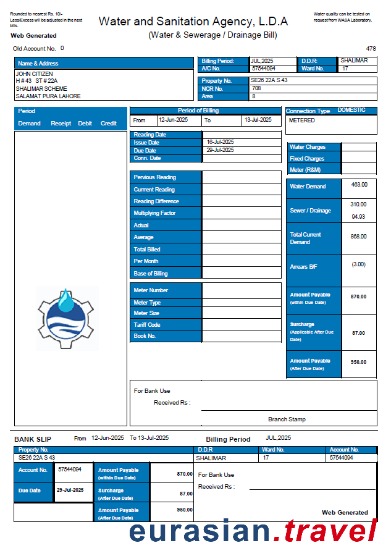 Rounded to nearest Rs. 10/-
Less/Excess will be adjusted in the next
Web Generated
Water and Sanitation Agency, L.D.A
(Water & Sewerage / Drainage Bill)
Water quality can be tested on
request from WASA Laboratory.
Old Account No. 0
478
Name & Address
JOHN CITIZEN
H # 43 ST # 22A
SHALIMAR SCHEME
SALAMAT PURA LAHORE
Billing Period: JUL,2025 D.D.R: SHALIMAR
A/C No. 57644094 Ward No. 17
Property No. SE26 22A S 43
NCR No. 708
Area 8
Period
Demand Receipt Debit Credit
Period of Billing
From 12-Jun-2025 To 13-Jul-2025
Reading Date
Issue Date 16-Jul-2025
Due Date 29-Jul-2025
Conn. Date
Pervious Reading
Current Reading
Reading Difference
Multiplying Factor
Actual
Average
Total Billed
Per Month
Base of Billing
Meter Number
Meter Type
Meter Size
Tariff Code
Book No.
Connection Type DOMESTIC
METERED
Water Charges
Fixed Charges
Meter (R&M)
Water Demand 463.00
Sewer / Drainage 310.00
94.93
Total Current Demand 868.00
Arrears B/F (3.00)
Amount Payable (within Due Date) 870.00
Surcharge (Applicable After Due Date) 87.00
Amount Payable (After Due Date)
For Bank Use
Received Rs :
Branch Stamp
BANK SLIP From 12-Jun-2025 To 13-Jul-2025 Billing Period JUL,2025
Property No. D.D.R Ward No. Account No.
SE26 22A S 43 SHALIMAR 17 57644094
Account No. 57644094 Amount Payable (within Due Date) 870.00
Due Date 29-Jul-2025 Surcharge (After Due Date) 87.00
Amount Payable (After Due Date)
For Bank Use
Received Rs :
Web Generated
eurasian.travel